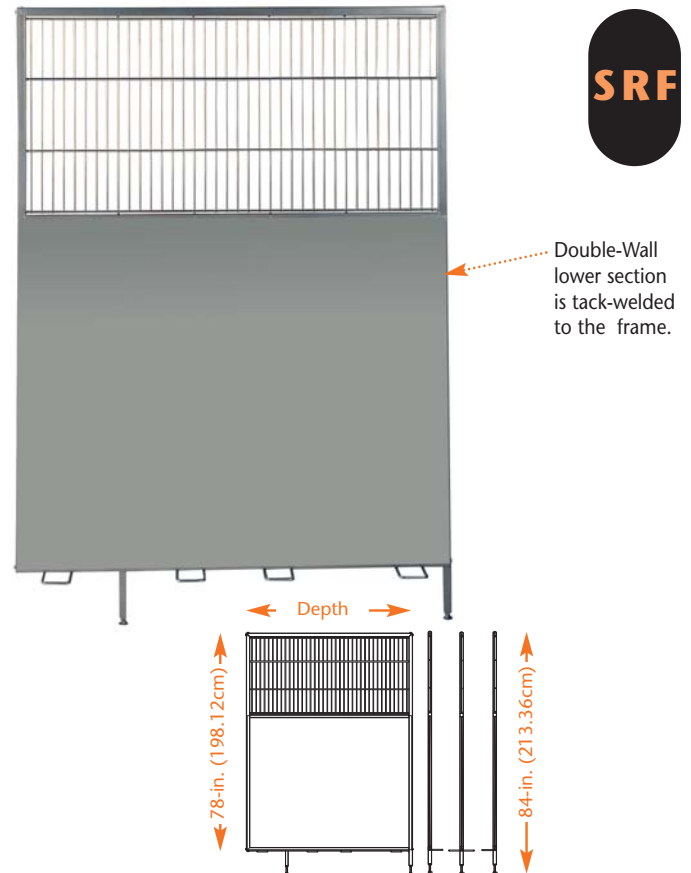 SRF
Double-Wall
lower section
is tack-welded
to the frame.
Depth
78-in. (198.12cm)
84-in. (213.36cm)